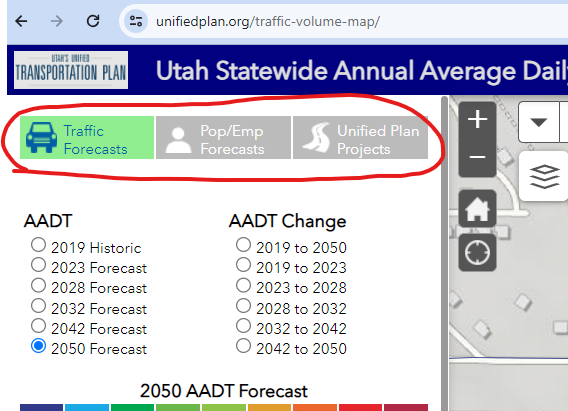 unifiedplan.org/traffic-volume-map/
UTAH'S UNIFIED
TRANSPORTATION PLAN
Utah Statewide Annual Average Daily
Traffic
Forecasts
Pop/Emp
Forecasts
Unified Plan
Projects
AADT
2019 Historic
2023 Forecast
2028 Forecast
2032 Forecast
2042 Forecast
2050 Forecast
AADT Change
2019 to 2050
2019 to 2023
2023 to 2028
2028 to 2032
2032 to 2042
2042 to 2050
2050 AADT Forecast